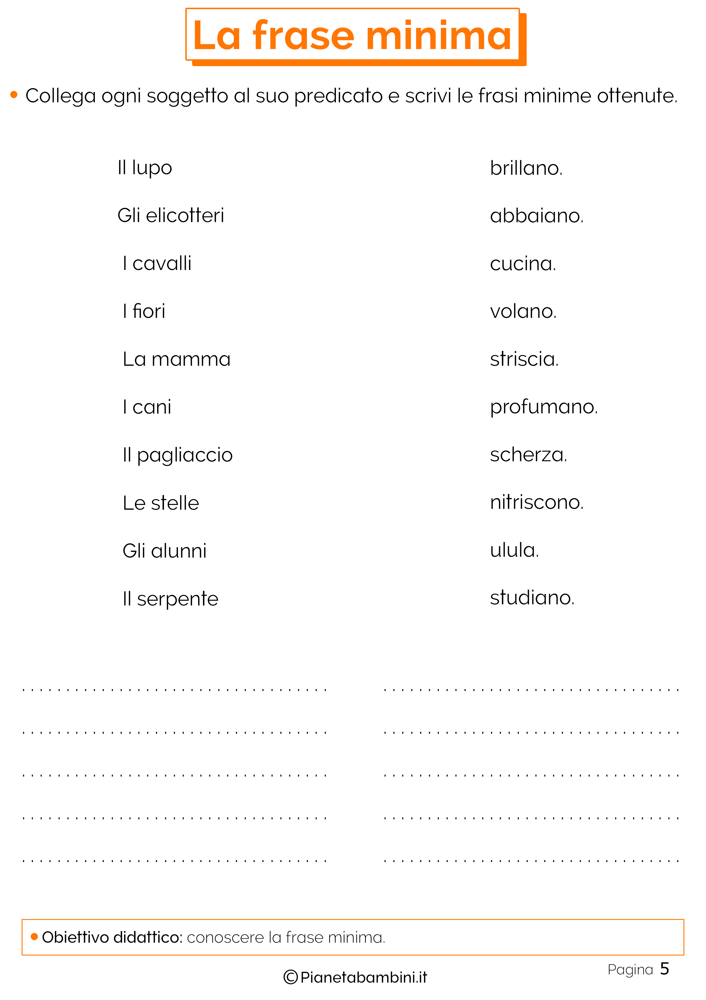 La frase minima
• Collega ogni soggetto al suo predicato e scrivi le frasi minime ottenute.
Il lupo brillano.
Gli elicotteri abbaiano.
I cavalli cucina.
I fiori volano.
La mamma striscia.
I cani profumano.
Il pagliaccio scherza.
Le stelle nitriscono.
Gli alunni ulula.
Il serpente studiano.
• Obiettivo didattico: conoscere la frase minima.
Pagina 5
©Pianetabambini.it